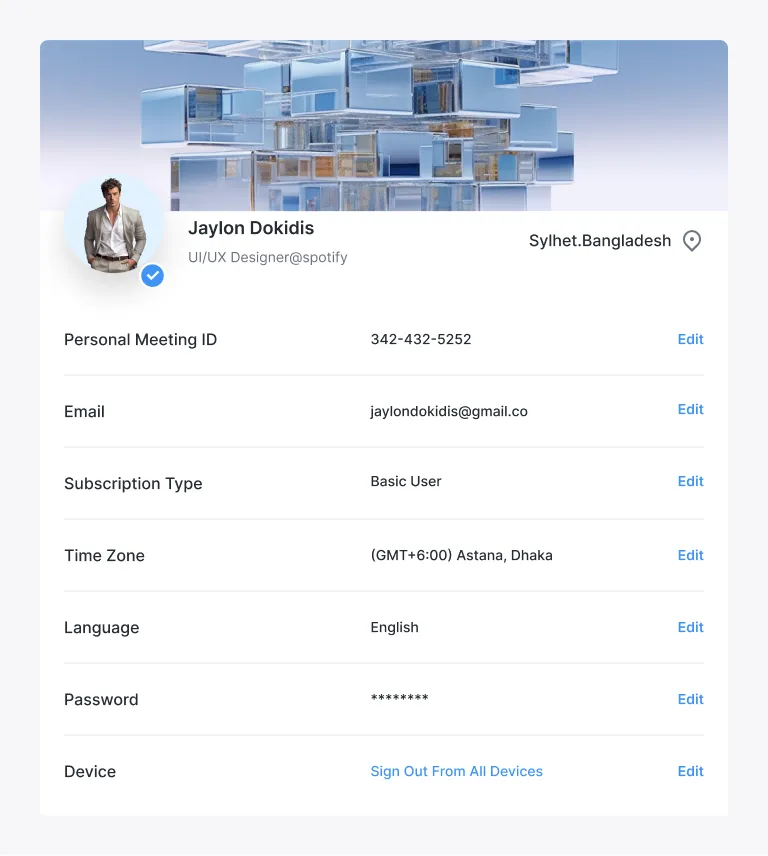 Jaylon Dokidis
UI/UX Designer@spotify
Sylhet.Bangladesh
Personal Meeting ID 342-432-5252 Edit
Email jaylondokidis@gmail.co Edit
Subscription Type Basic User Edit
Time Zone (GMT+6:00) Astana, Dhaka Edit
Language English Edit
Password ******** Edit
Device Sign Out From All Devices Edit